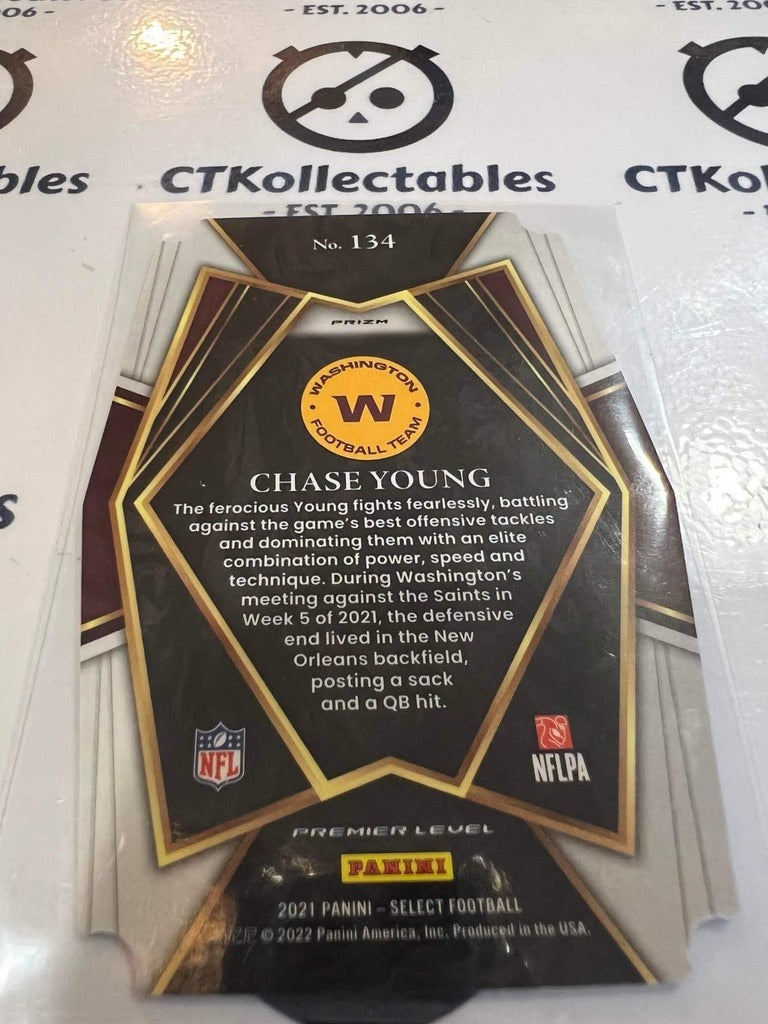 06 -
- EST. 2006 -
- EST. 20
bles
CTKollectables
CTKo
- EST. 2006 -
s
No. 134
PRIZM
WASHINGTON
W
FOOTBALL TEAM
CHASE YOUNG
The ferocious Young fights fearlessly, battling
against the game's best offensive tackles
and dominating them with an elite
combination of power, speed and
technique. During Washington's
meeting against the Saints in
Week 5 of 2021, the defensive
end lived in the New
Orleans backfield,
posting a sack
and a QB hit.
NFL
NFLPA
PREMIER LEVEL
PANINI
2021 PANINI - SELECT FOOTBALL
© 2022 Panini America, Inc. Produced in the USA.